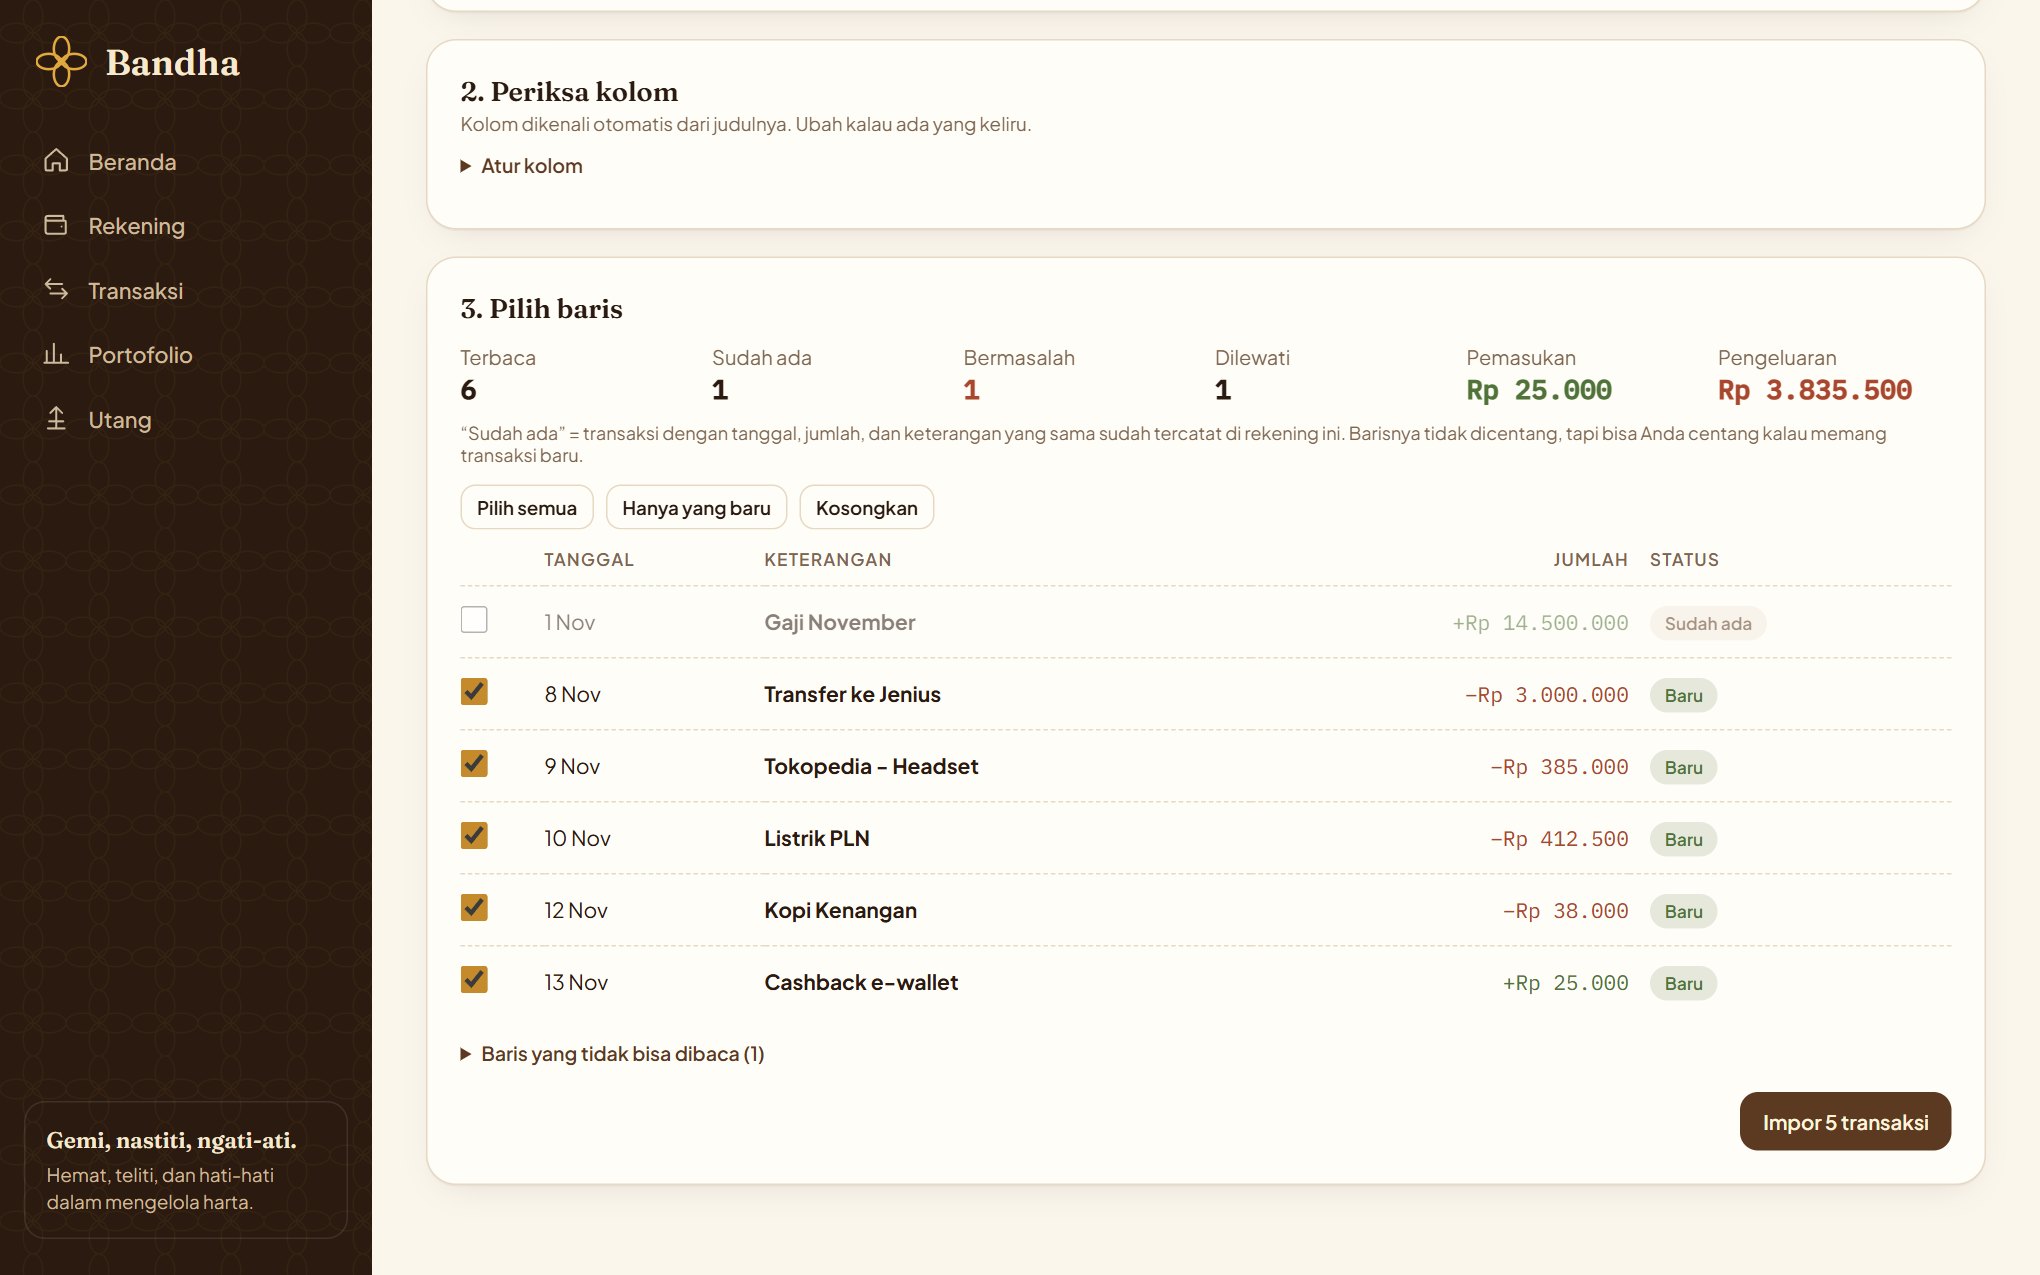 Bandha
Beranda
Rekening
Transaksi
Portofolio
Utang
Gemi, nastiti, ngati-ati.
Hemat, teliti, dan hati-hati
dalam mengelola harta.
2. Periksa kolom
Kolom dikenali otomatis dari judulnya. Ubah kalau ada yang keliru.
Atur kolom
3. Pilih baris
Terbaca Sudah ada Bermasalah Dilewati Pemasukan Pengeluaran
6 1 1 1 Rp 25.000 Rp 3.835.500
“Sudah ada” = transaksi dengan tanggal, jumlah, dan keterangan yang sama sudah tercatat di rekening ini. Barisnya tidak dicentang, tapi bisa Anda centang kalau memang
transaksi baru.
Pilih semua Hanya yang baru Kosongkan
TANGGAL KETERANGAN JUMLAH STATUS
1 Nov Gaji November +Rp 14.500.000 Sudah ada
8 Nov Transfer ke Jenius −Rp 3.000.000 Baru
9 Nov Tokopedia - Headset −Rp 385.000 Baru
10 Nov Listrik PLN −Rp 412.500 Baru
12 Nov Kopi Kenangan −Rp 38.000 Baru
13 Nov Cashback e-wallet +Rp 25.000 Baru
Baris yang tidak bisa dibaca (1)
Impor 5 transaksi